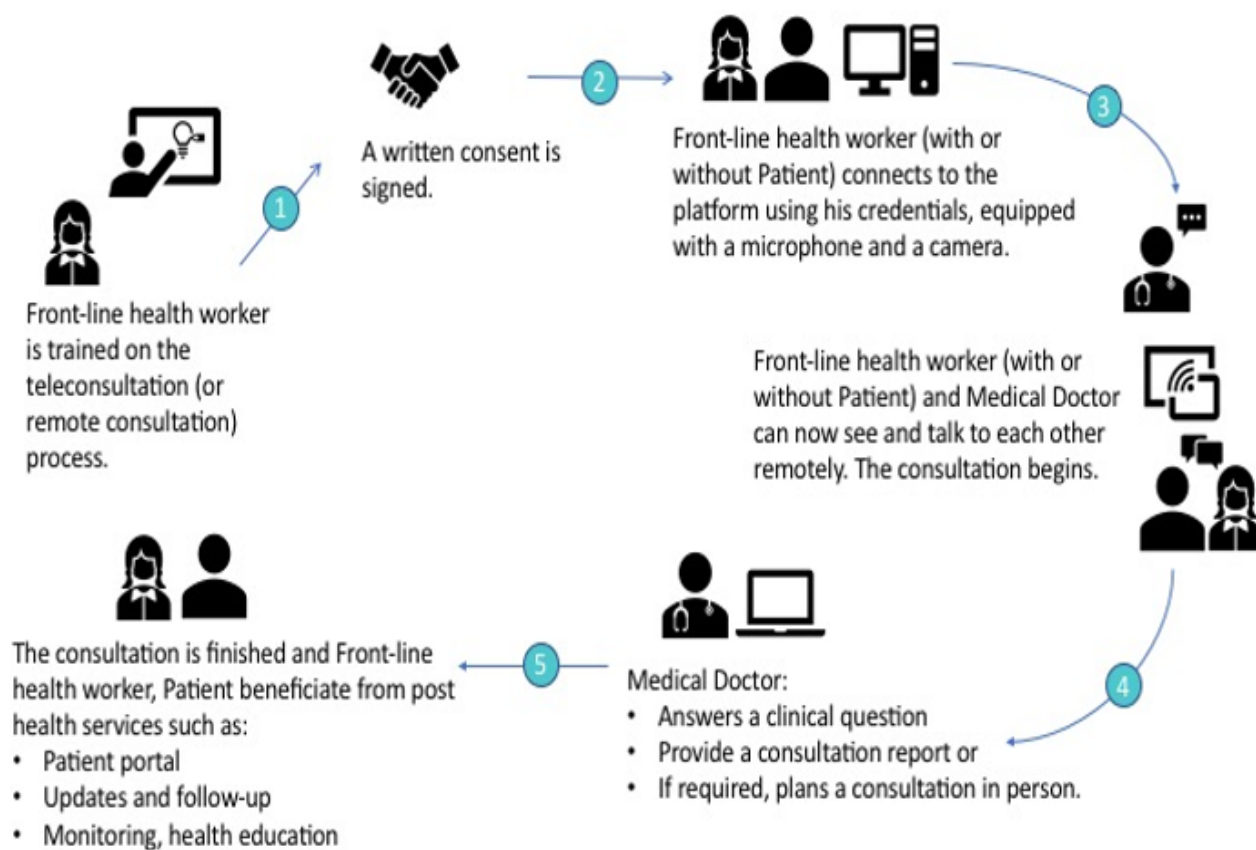 Front-line health worker
is trained on the
teleconsultation (or
remote consultation)
process.
1
A written consent is
signed.
2
Front-line health worker (with or
without Patient) connects to the
platform using his credentials, equipped
with a microphone and a camera.
3
Front-line health worker (with or
without Patient) and Medical Doctor
can now see and talk to each other
remotely. The consultation begins.
4
Medical Doctor:
• Answers a clinical question
• Provide a consultation report or
• If required, plans a consultation in person.
5
The consultation is finished and Front-line
health worker, Patient beneficiate from post
health services such as:
• Patient portal
• Updates and follow-up
• Monitoring, health education